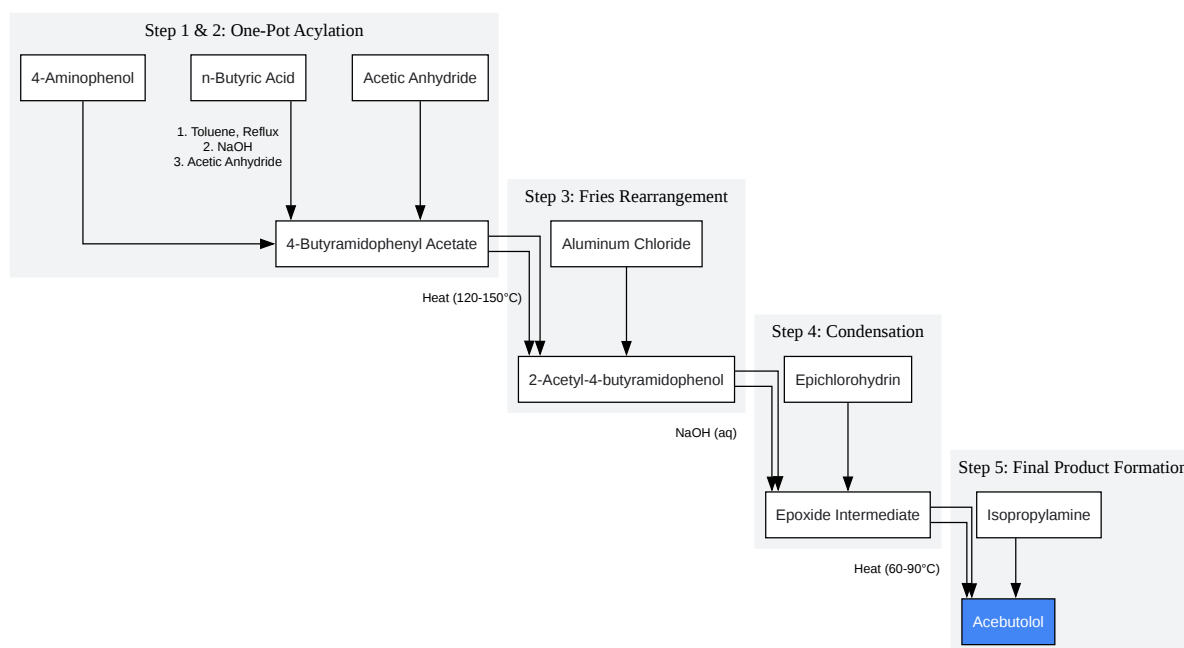 Step 1 & 2: One-Pot Acylation
4-Aminophenol
n-Butyric Acid
Acetic Anhydride
1. Toluene, Reflux
2. NaOH
3. Acetic Anhydride
4-Butyramidophenyl Acetate
Step 3: Fries Rearrangement
Aluminum Chloride
Heat (120-150°C)
2-Acetyl-4-butyramidophenol
Step 4: Condensation
Epichlorohydrin
NaOH (aq)
Epoxide Intermediate
Step 5: Final Product Formation
Isopropylamine
Heat (60-90°C)
Acebutolol